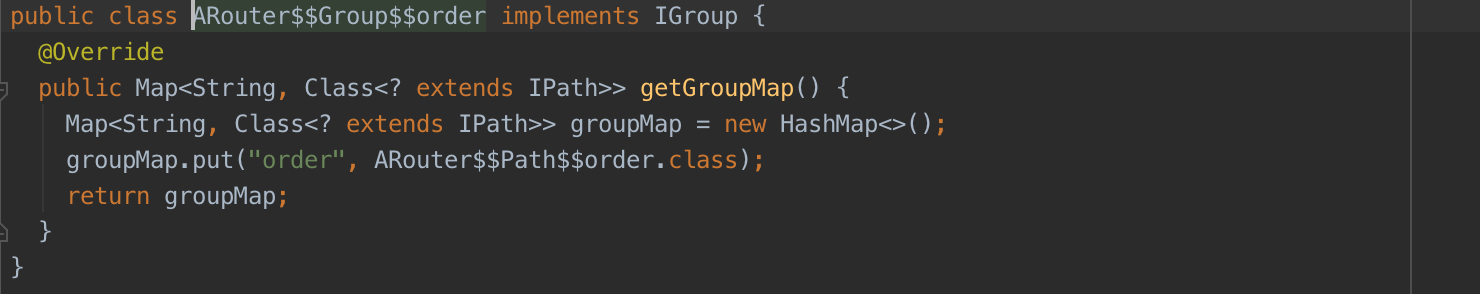 public class ARouter$$Group$$order implements IGroup {
@Override
public Map<String, Class<? extends IPath>> getGroupMap() {
Map<String, Class<? extends IPath>> groupMap = new HashMap<>();
groupMap.put("order", ARouter$$Path$$order.class);
return groupMap;
}
}